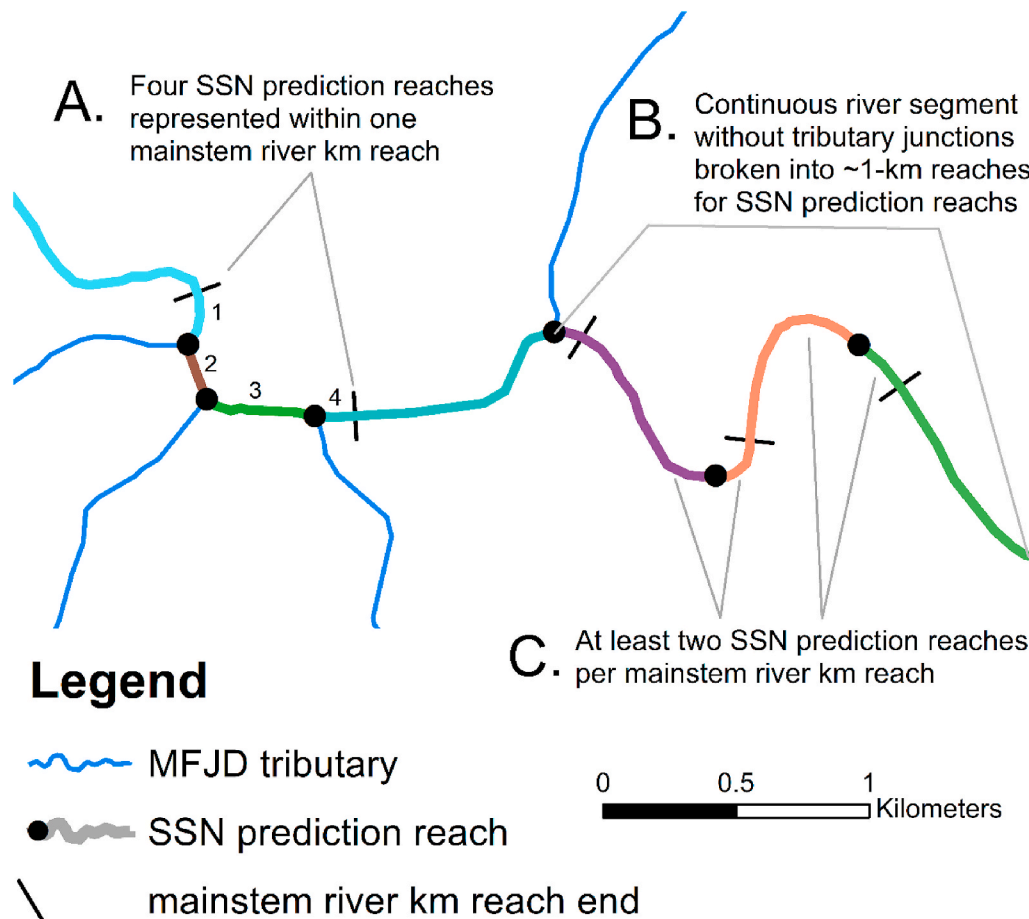 A.
Four SSN prediction reaches
represented within one
mainstem river km reach
B.
Continuous river segment
without tributary junctions
broken into ~1-km reaches
for SSN prediction reachs
1
2
3
4
C.
At least two SSN prediction reaches
per mainstem river km reach
Legend
MFJD tributary
SSN prediction reach
mainstem river km reach end
0 0.5 1
Kilometers